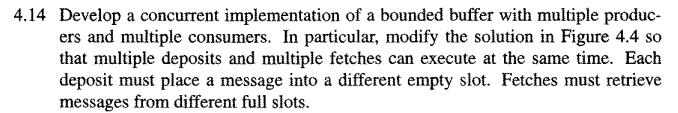 4.14 Develop a concurrent implementation of a bounded buffer with multiple produc-
ers and multiple consumers. In particular, modify the solution in Figure 4.4 so
that multiple deposits and multiple fetches can execute at the same time. Each
deposit must place a message into a different empty slot. Fetches must retrieve
messages from different full slots.